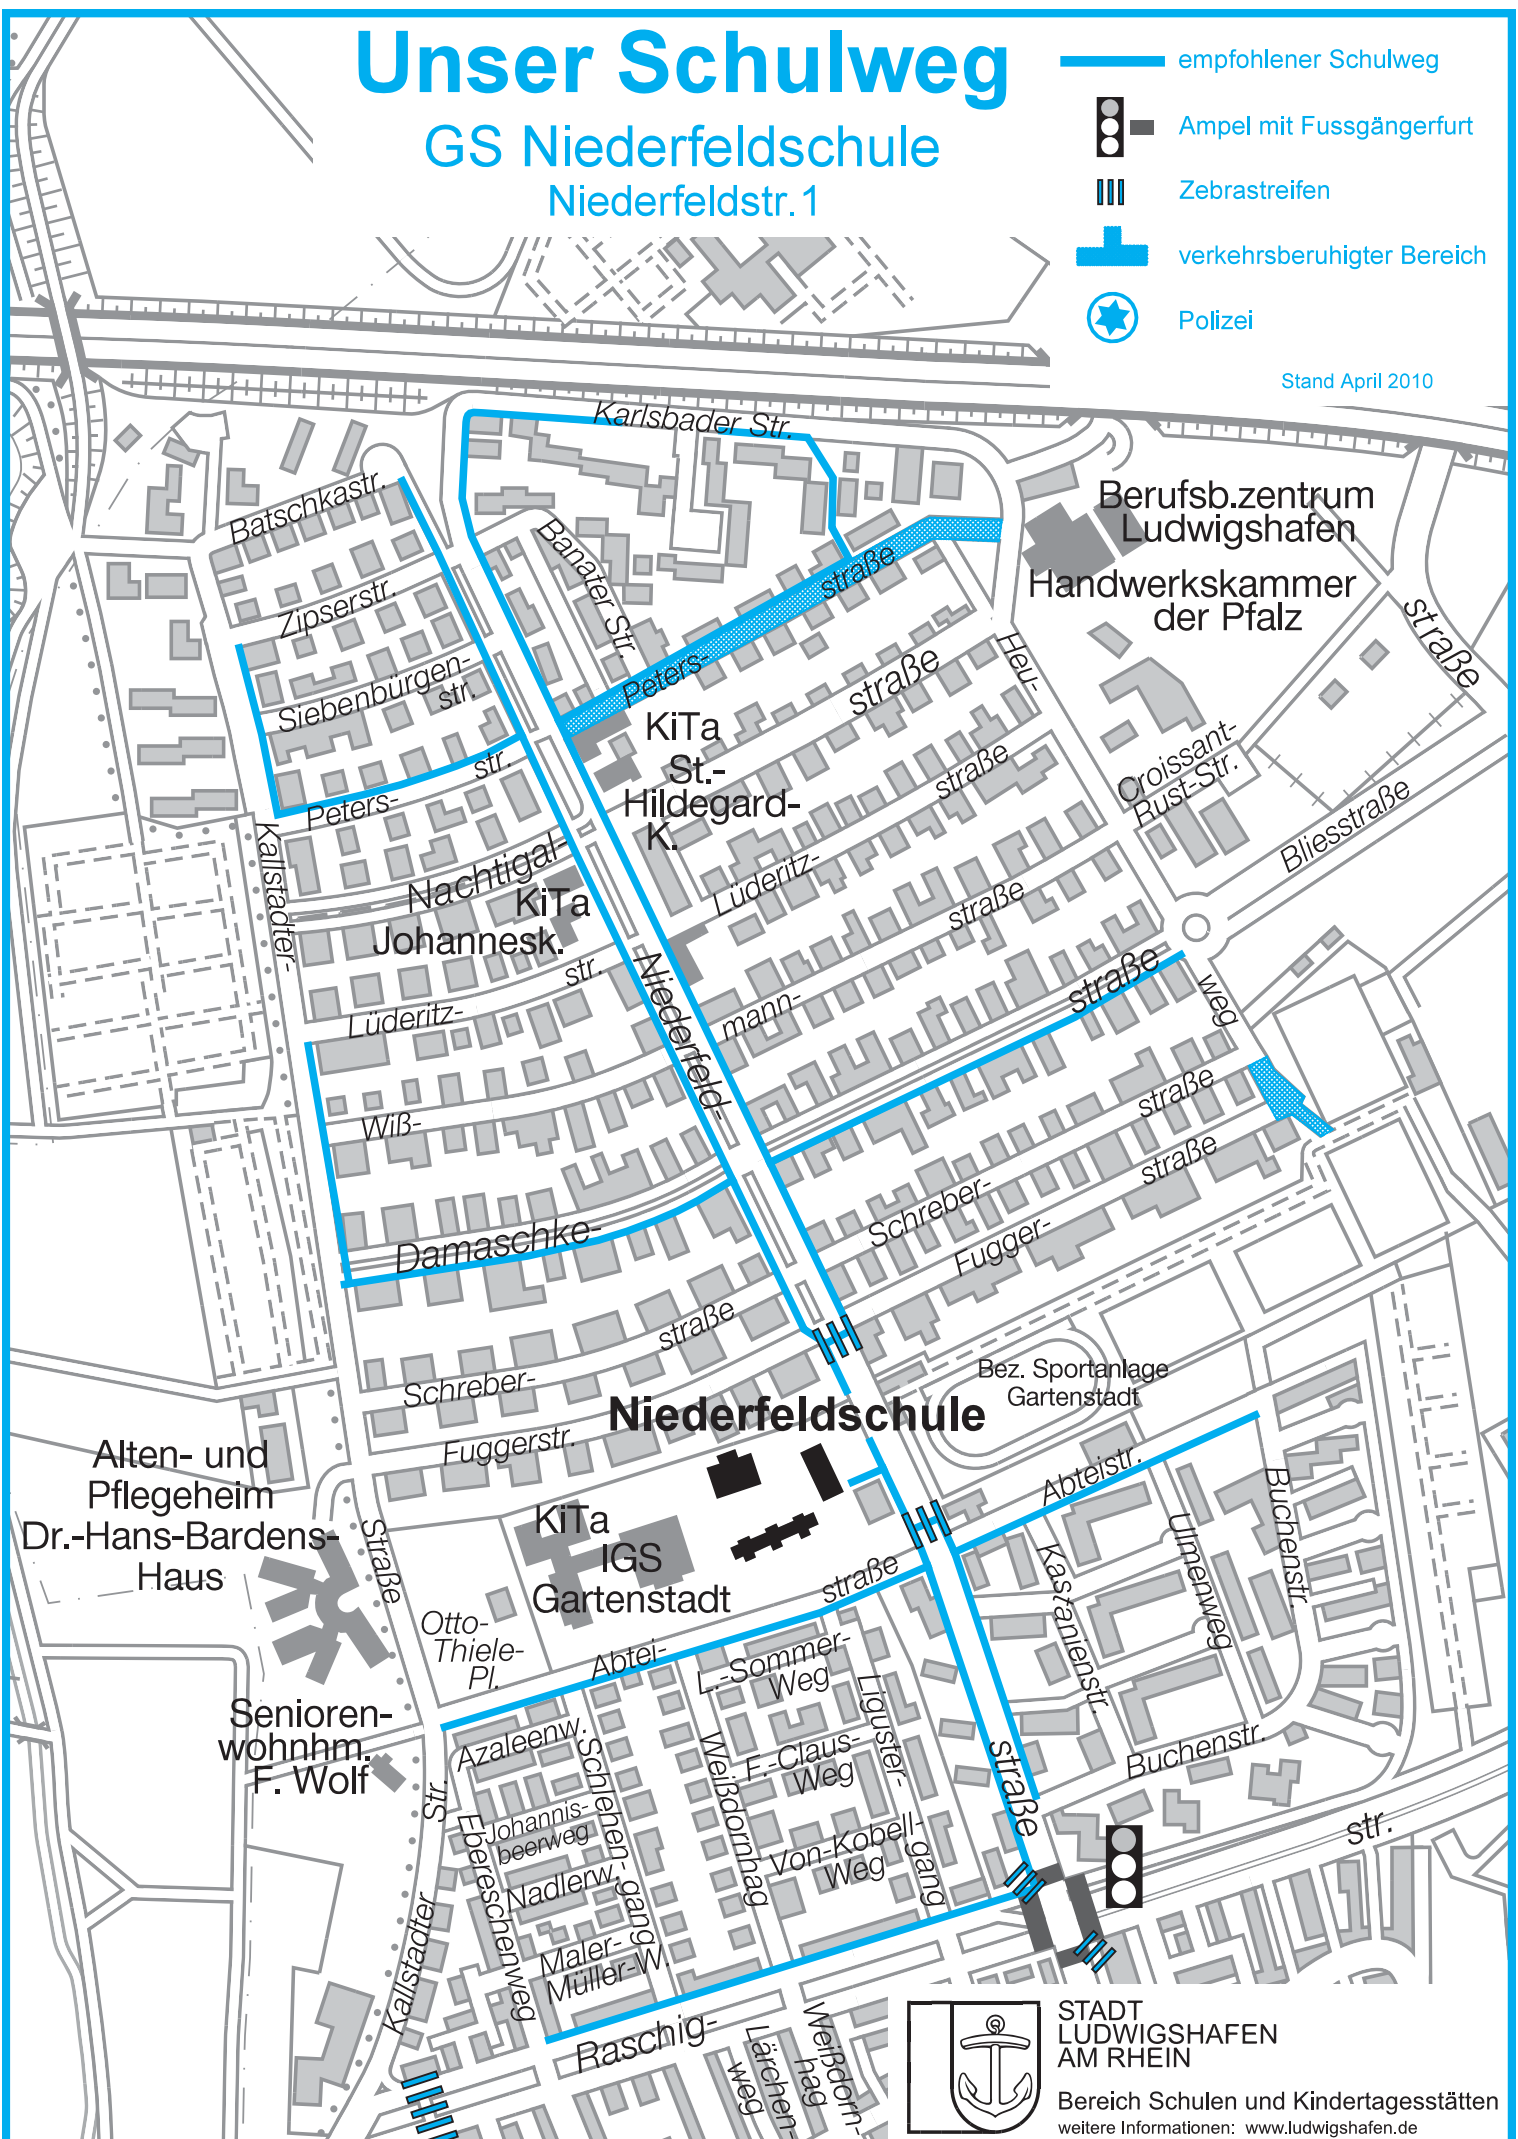 Unser Schulweg
GS Niederfeldschule
Niederfeldstr.1
empfohlener Schulweg
Ampel mit Fussgängerfurt
Zebrastreifen
verkehrsberuhigter Bereich
Polizei
Stand April 2010
Karlsbader Str.
Batschkastr.
Banater Str.
Zipserstr.
Siebenbürgen-
str.
Peters-
straße
Berufsb.zentrum
Ludwigshafen
Handwerkskammer
der Pfalz
straße
Heu-
straße
KiTa
St.-
Hildegard-
K.
str.
Peters-
straße
Croissant-
Rust-Str.
Bliesstraße
Kallstadter-
Nachtigal-
KiTa
Johannesk.
Lüderitz-
straße
str.
Lüderitz-
Niederfeld-
mann-
straße
weg
Wiß-
straße
straße
Schreber-
Fugger-
Damaschke-
straße
Schreber-
Bez. Sportanlage
Gartenstadt
Niederfeldschule
Fuggerstr.
Alten- und
Pflegeheim
Dr.-Hans-Bardens-
Haus
Straße
KiTa
IGS
Gartenstadt
straße
Abteistr.
Buchenstr.
Ulmenweg
Kastanienstr.
Otto-
Thiele-
Pl.
Abtei-
L.-Sommer-
Weg
Liguster-
gang
Senioren-
wohnhm.
F. Wolf
Str.
Azaleenw.
Schlehen-
gang
Weißdornhag
F.-Claus-
Weg
straße
Buchenstr.
str.
Johannis-
beerweg
Ebereschenweg
Nadlerw.
Von-Kobell-
Weg
Maler-
Müller-W.
Kallstadter
Raschig-
Lärchen-
weg
Weißdorn-
hag
STADT
LUDWIGSHAFEN
AM RHEIN
Bereich Schulen und Kindertagesstätten
weitere Informationen: www.ludwigshafen.de